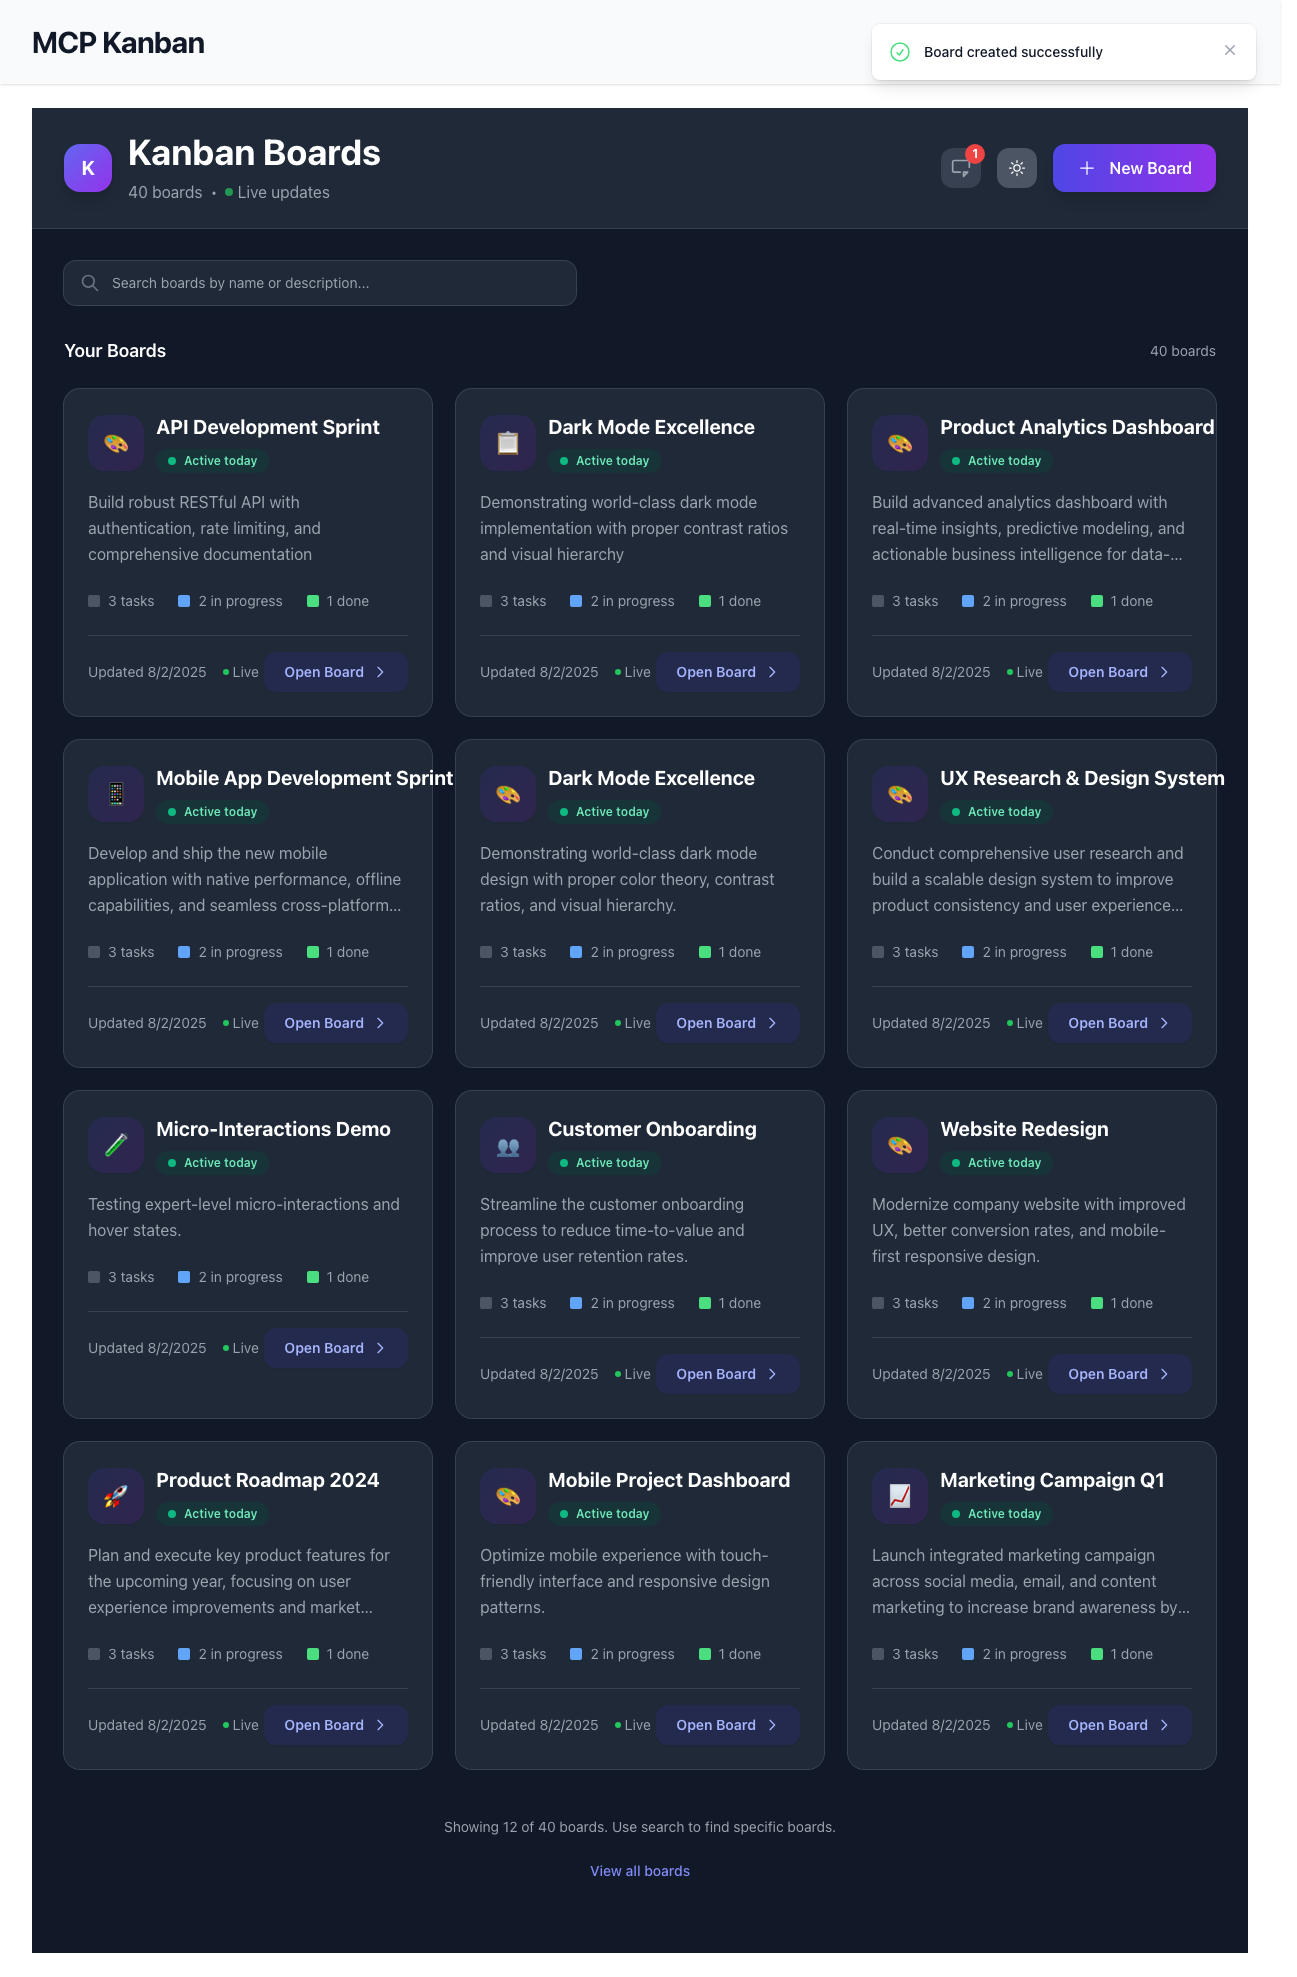 MCP Kanban
Board created successfully
K
Kanban Boards
40 boards • Live updates
1
New Board
Search boards by name or description...
Your Boards
40 boards
API Development Sprint
Active today
Build robust RESTful API with
authentication, rate limiting, and
comprehensive documentation
3 tasks 2 in progress 1 done
Updated 8/2/2025 Live Open Board
Dark Mode Excellence
Active today
Demonstrating world-class dark mode
implementation with proper contrast ratios
and visual hierarchy
3 tasks 2 in progress 1 done
Updated 8/2/2025 Live Open Board
Product Analytics Dashboard
Active today
Build advanced analytics dashboard with
real-time insights, predictive modeling, and
actionable business intelligence for data-...
3 tasks 2 in progress 1 done
Updated 8/2/2025 Live Open Board
Mobile App Development Sprint
Active today
Develop and ship the new mobile
application with native performance, offline
capabilities, and seamless cross-platform...
3 tasks 2 in progress 1 done
Updated 8/2/2025 Live Open Board
Dark Mode Excellence
Active today
Demonstrating world-class dark mode
design with proper color theory, contrast
ratios, and visual hierarchy.
3 tasks 2 in progress 1 done
Updated 8/2/2025 Live Open Board
UX Research & Design System
Active today
Conduct comprehensive user research and
build a scalable design system to improve
product consistency and user experience...
3 tasks 2 in progress 1 done
Updated 8/2/2025 Live Open Board
Micro-Interactions Demo
Active today
Testing expert-level micro-interactions and
hover states.
3 tasks 2 in progress 1 done
Updated 8/2/2025 Live Open Board
Customer Onboarding
Active today
Streamline the customer onboarding
process to reduce time-to-value and
improve user retention rates.
3 tasks 2 in progress 1 done
Updated 8/2/2025 Live Open Board
Website Redesign
Active today
Modernize company website with improved
UX, better conversion rates, and mobile-
first responsive design.
3 tasks 2 in progress 1 done
Updated 8/2/2025 Live Open Board
Product Roadmap 2024
Active today
Plan and execute key product features for
the upcoming year, focusing on user
experience improvements and market...
3 tasks 2 in progress 1 done
Updated 8/2/2025 Live Open Board
Mobile Project Dashboard
Active today
Optimize mobile experience with touch-
friendly interface and responsive design
patterns.
3 tasks 2 in progress 1 done
Updated 8/2/2025 Live Open Board
Marketing Campaign Q1
Active today
Launch integrated marketing campaign
across social media, email, and content
marketing to increase brand awareness by...
3 tasks 2 in progress 1 done
Updated 8/2/2025 Live Open Board
Showing 12 of 40 boards. Use search to find specific boards.
View all boards